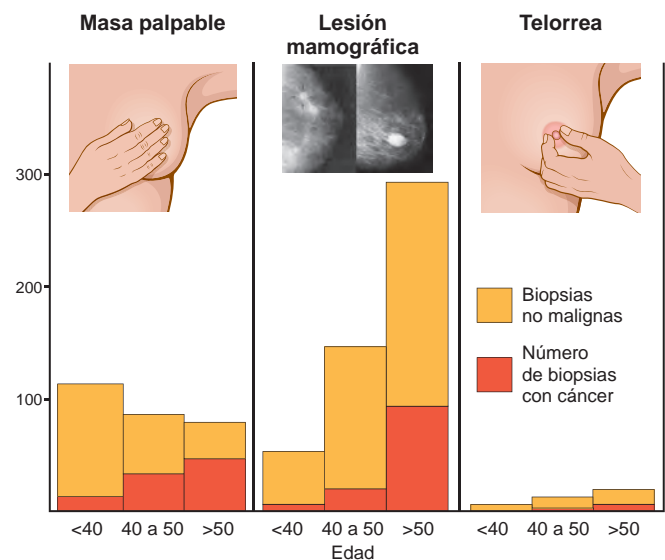 Masa palpable
Lesión
mamográfica
Telorrea
300
200
100
Biopsias
no malignas
Número
de biopsias
con cáncer
<40 40 a 50 >50
<40 40 a 50 >50
<40 40 a 50 >50
Edad